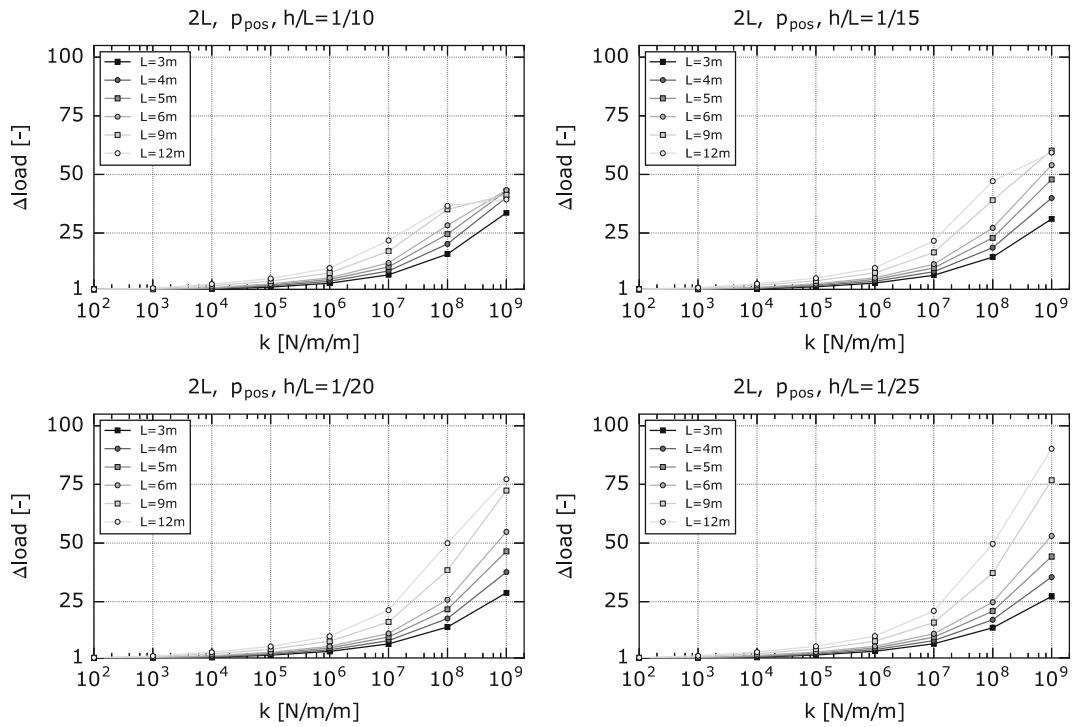 2L, p_pos, h/L=1/10
100
75
50
25
1
Δload [-]
L=3m
L=4m
L=5m
L=6m
L=9m
L=12m
10^2 10^3 10^4 10^5 10^6 10^7 10^8 10^9
k [N/m/m]
2L, p_pos, h/L=1/15
100
75
50
25
1
Δload [-]
L=3m
L=4m
L=5m
L=6m
L=9m
L=12m
10^2 10^3 10^4 10^5 10^6 10^7 10^8 10^9
k [N/m/m]
2L, p_pos, h/L=1/20
100
75
50
25
1
Δload [-]
L=3m
L=4m
L=5m
L=6m
L=9m
L=12m
10^2 10^3 10^4 10^5 10^6 10^7 10^8 10^9
k [N/m/m]
2L, p_pos, h/L=1/25
100
75
50
25
1
Δload [-]
L=3m
L=4m
L=5m
L=6m
L=9m
L=12m
10^2 10^3 10^4 10^5 10^6 10^7 10^8 10^9
k [N/m/m]